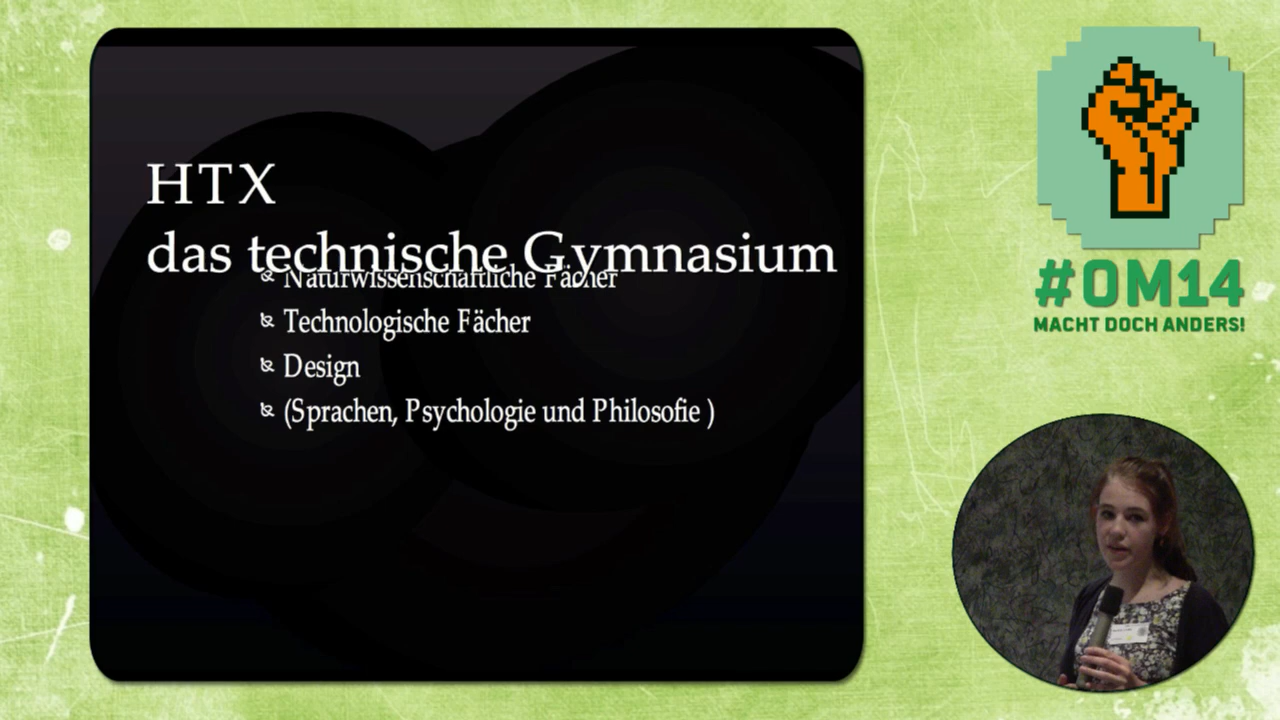 HTX
das technische Gymnasium
Naturwissenschaftliche Fächer
Technologische Fächer
Design
(Sprachen, Psychologie und Philosofie )
#OM14
MACHT DOCH ANDERS!